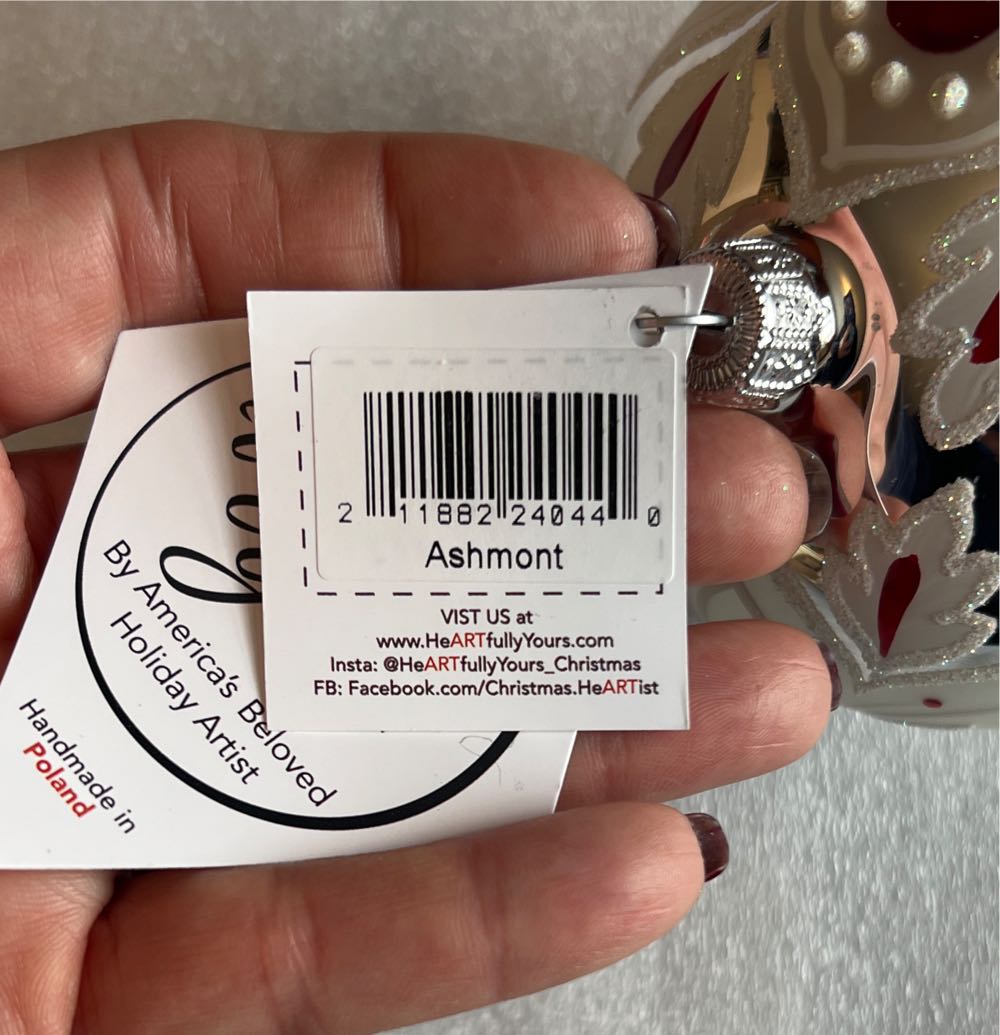 2 11882 24044 0
Ashmont
VIST US at
www.HeARTfullyYours.com
Insta: @HeARTfullyYours_Christmas
FB: Facebook.com/Christmas.HeARTist
By America's Beloved
Holiday Artist
Handmade in
Poland